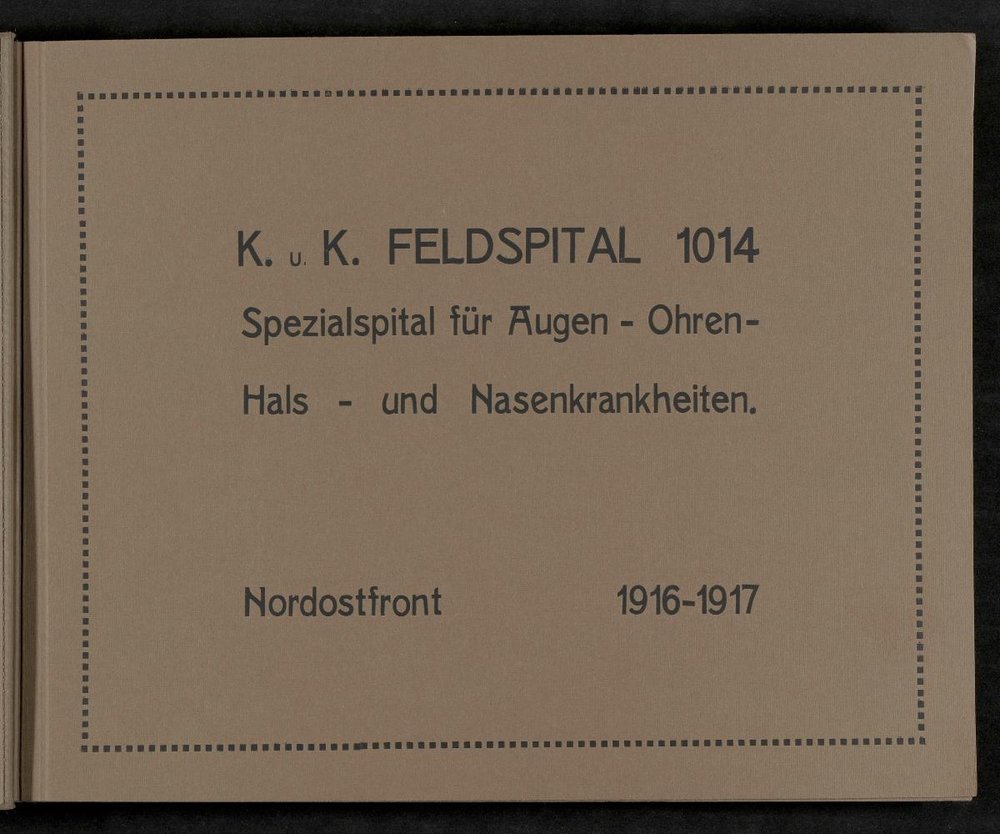 K. u. K. FELDSPITAL 1014
Spezialspital für Augen - Ohren-
Hals - und Nasenkrankheiten.
Nordostfront 1916-1917